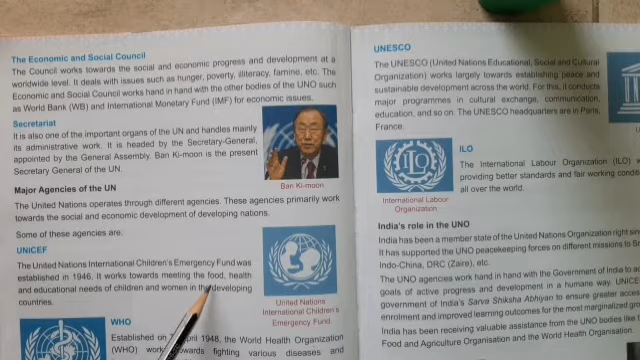 The Economic and Social Council
The Council works towards the social and economic progress and development at a
worldwide level. It deals with issues such as hunger, poverty, illiteracy, famine, etc. The
Economic and Social Council works hand in hand with the other bodies of the UNO such
as World Bank (WB) and International Monetary Fund (IMF) for economic issues.
Secretariat
It is also one of the important organs of the UN and handles mainly
its administrative work. It is headed by the Secretary-General,
appointed by the General Assembly. Ban Ki-moon is the present
Secretary General of the UN.
Ban Ki-moon
Major Agencies of the UN
The United Nations operates through different agencies. These agencies primarily work
towards the social and economic development of developing nations.
Some of these agencies are:
UNICEF
The United Nations International Children's Emergency Fund was
established in 1946. It works towards meeting the food, health
and educational needs of children and women in the developing
countries.
United Nations
International Children's
Emergency Fund
WHO
Established on April 1948, the World Health Organization
(WHO) works towards fighting various diseases and
UNESCO
The UNESCO (United Nations Educational, Social and Cultural
Organization) works largely towards establishing peace and
sustainable development across the world. For this, it conducts
major programmes in cultural exchange, communication,
education, and so on. The UNESCO headquarters are in Paris,
France.
ILO
ILO
The International Labour Organization (ILO)
providing better standards and fair working
all over the world.
International Labour
Organization
India's role in the UNO
India has been a member state of the United Nations Organization right
It has supported the UNO peacekeeping forces on different missions to
Indo-China, DRC (Zaire) etc.
The UNO agencies work hand in hand with the Government of India to
goals of active progress and development in a humane way.
government of India's Sarva Shiksha Abhiyan to ensure greater
enrolment and improved learning outcomes for the most marginalized
India has been receiving valuable assistance from the UNO bodies like
Food and Agriculture Organisation and the World Health Organisation.